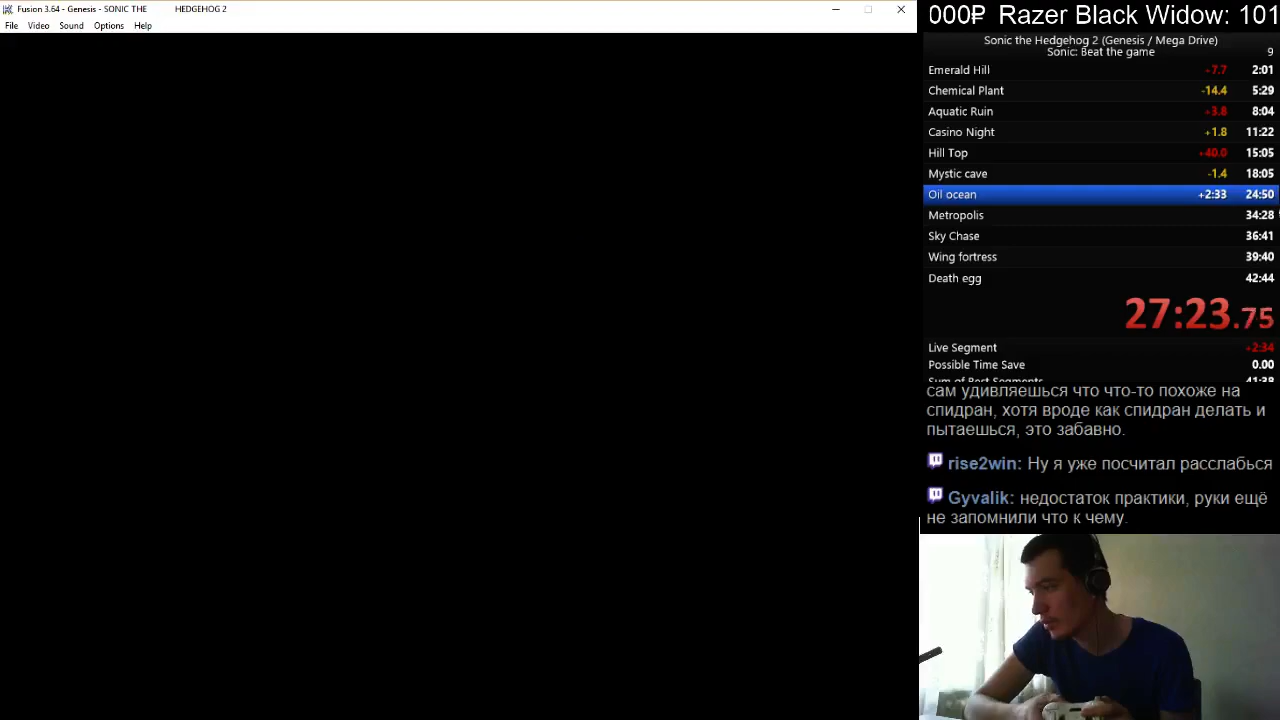 Fusion 3.64 - Genesis - SONIC THE HEDGEHOG 2
File Video Sound Options Help
000₽ Razer Black Widow: 101
Sonic the Hedgehog 2 (Genesis / Mega Drive)
Sonic: Beat the game 9
Emerald Hill +7.7 2:01
Chemical Plant -14.4 5:29
Aquatic Ruin +3.8 8:04
Casino Night +1.8 11:22
Hill Top +40.0 15:05
Mystic cave -1.4 18:05
Oil ocean +2:33 24:50
Metropolis 34:28
Sky Chase 36:41
Wing fortress 39:40
Death egg 42:44
27:23.75
Live Segment +2:34
Possible Time Save 0.00
Sum of Best Segments 41:38
сам удивляешься что что-то похоже на
спидран, хотя вроде как спидран делать и
пытаешься, это забавно.
rise2win: Ну я уже посчитал расслабься
Gyvalik: недостаток практики, руки ещё
не запомнили что к чему.